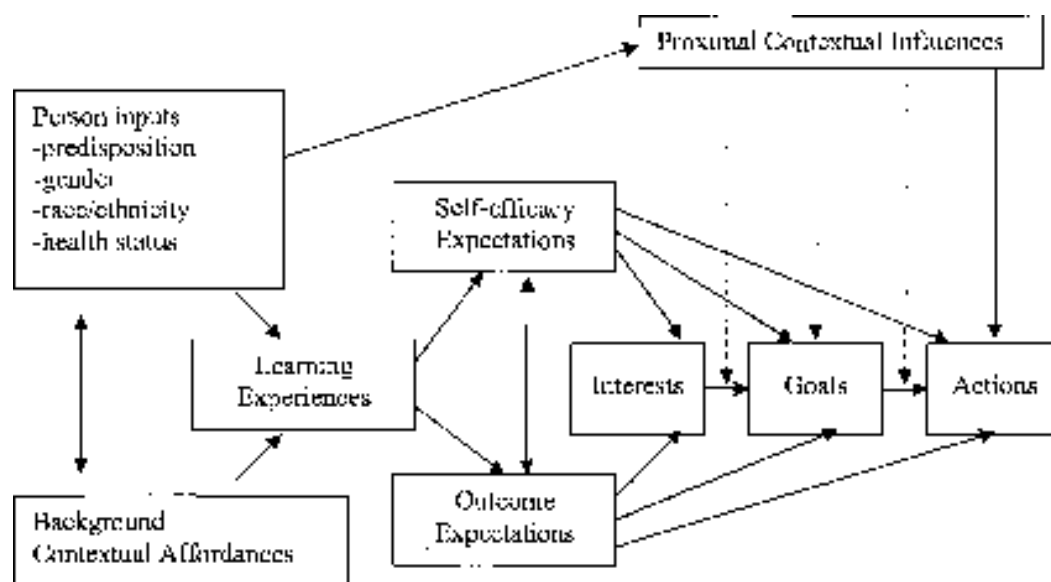 Proximal Contextual Influences
Person inputs
-predisposition
-gender
-race/ethnicity
-health status
Self-efficacy
Expectations
Learning
Experiences
Interests
Goals
Actions
Outcome
Expectations
Background
Contextual Affordances